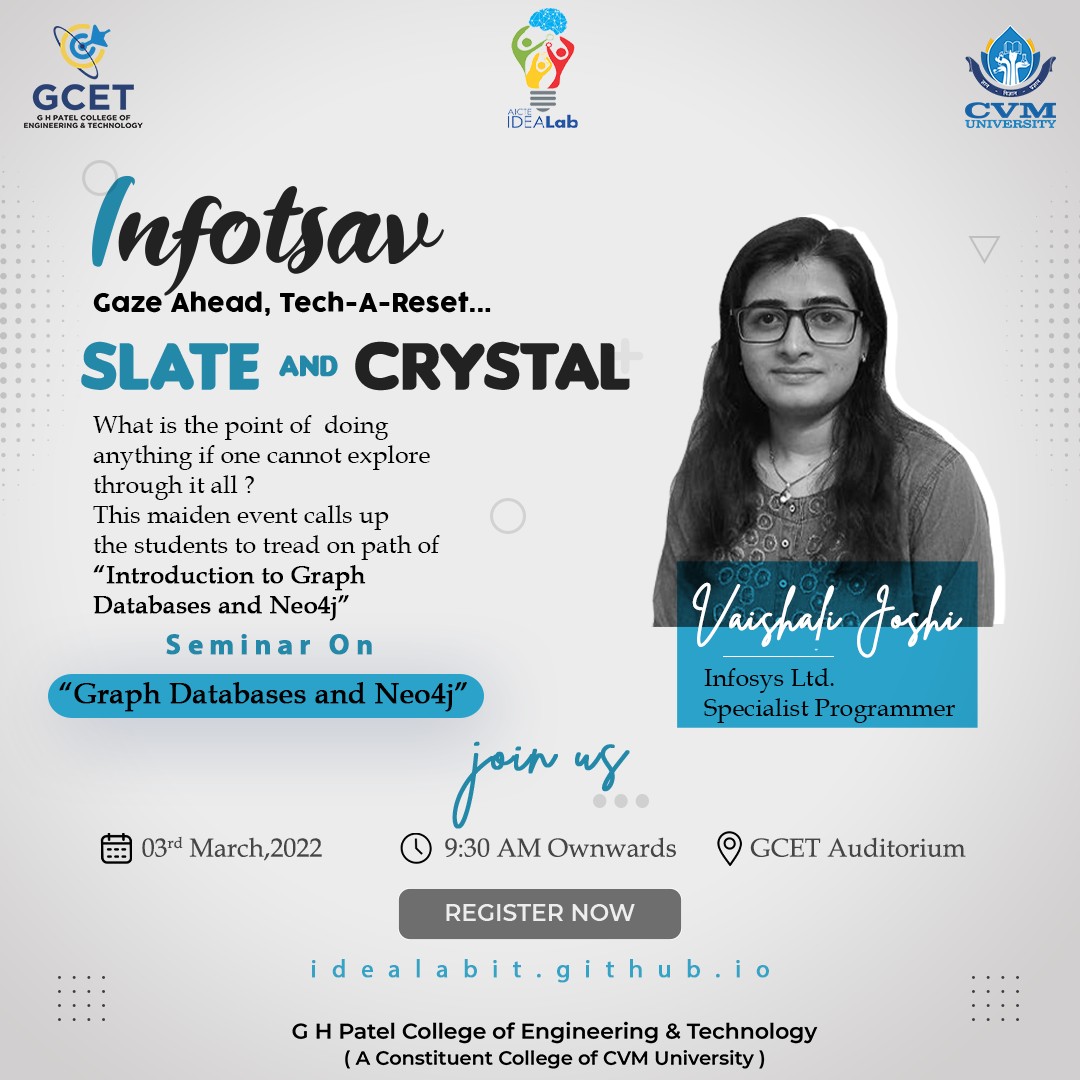 GCET
G H PATEL COLLEGE OF
ENGINEERING & TECHNOLOGY
AICTE
IDEALab
CVM
UNIVERSITY
Infotsav
Gaze Ahead, Tech-A-Reset...
SLATE AND CRYSTAL
What is the point of doing
anything if one cannot explore
through it all ?
This maiden event calls up
the students to tread on path of
“Introduction to Graph
Databases and Neo4j”
Seminar On
“Graph Databases and Neo4j”
Vaishali Joshi
Infosys Ltd.
Specialist Programmer
join us
03rd March,2022
9:30 AM Ownwards
GCET Auditorium
REGISTER NOW
idealabit.github.io
G H Patel College of Engineering & Technology
( A Constituent College of CVM University )